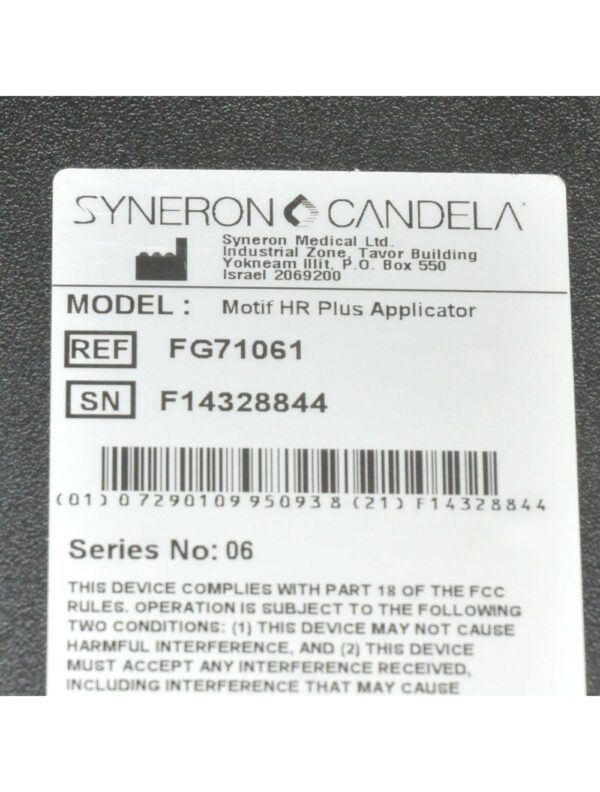 SYNERON CANDELA
Syneron Medical Ltd.
Industrial Zone, Tavor Building
Yokneam Illit, P.O. Box 550
Israel 2069200
MODEL : Motif HR Plus Applicator
REF FG71061
SN F14328844
(01) 07290109950938 (21) F14328844
Series No: 06
THIS DEVICE COMPLIES WITH PART 18 OF THE FCC
RULES. OPERATION IS SUBJECT TO THE FOLLOWING
TWO CONDITIONS: (1) THIS DEVICE MAY NOT CAUSE
HARMFUL INTERFERENCE, AND (2) THIS DEVICE
MUST ACCEPT ANY INTERFERENCE RECEIVED,
INCLUDING INTERFERENCE THAT MAY CAUSE